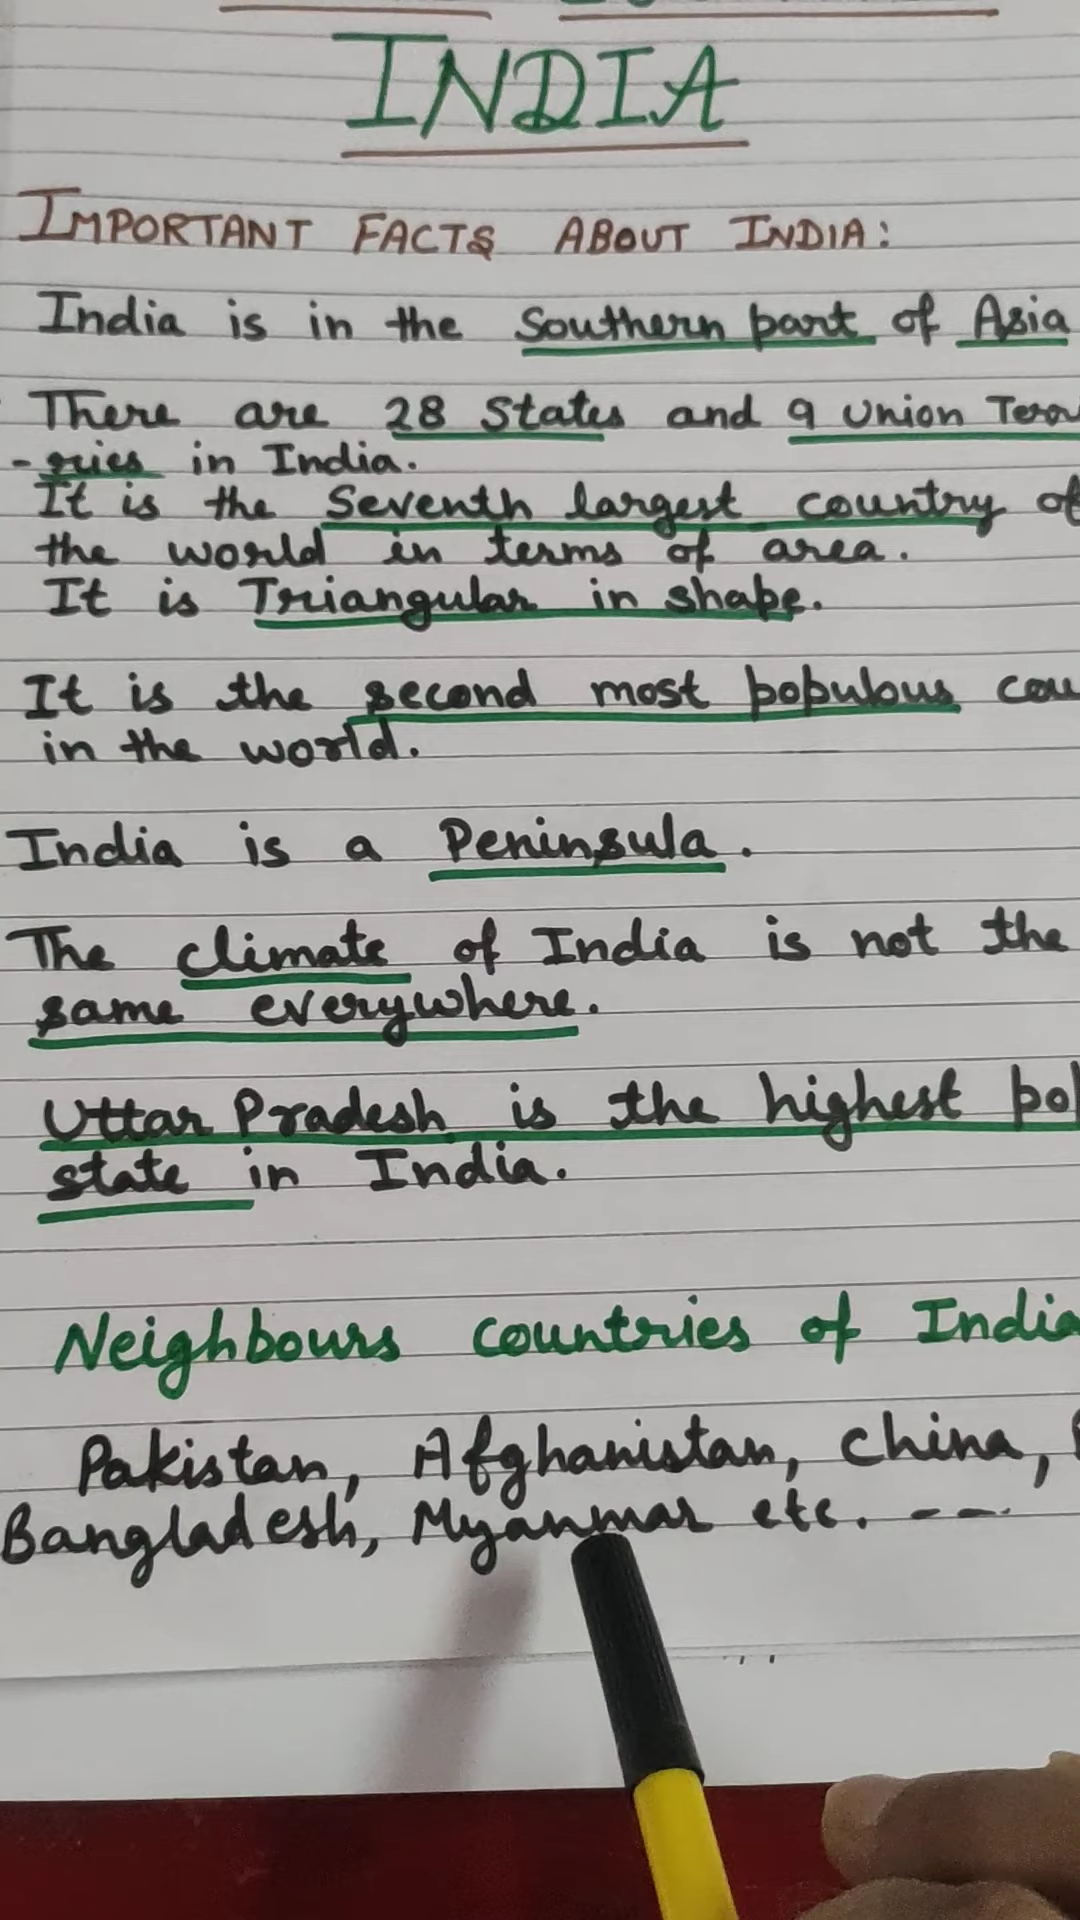 INDIA
IMPORTANT FACTS ABOUT INDIA:
India is in the Southern part of Asia
There are 28 States and 9 Union
-ries in India.
It is the Seventh largest country of
the world in terms of area.
It is Triangular in shape.
It is the second most populous
in the world.
India is a Peninsula.
The climate of India is not the
same everywhere.
Uttar Pradesh is the highest
state in India.
Neighbours countries of India
Pakistan, Afghanistan, China,
Bangladesh, Myanmar etc. ---